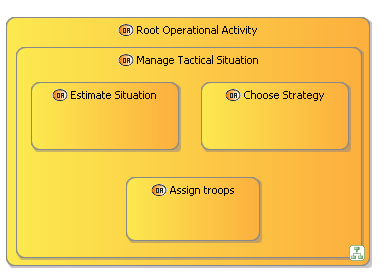 OA Root Operational Activity
OA Manage Tactical Situation
OA Estimate Situation
OA Choose Strategy
OA Assign troops